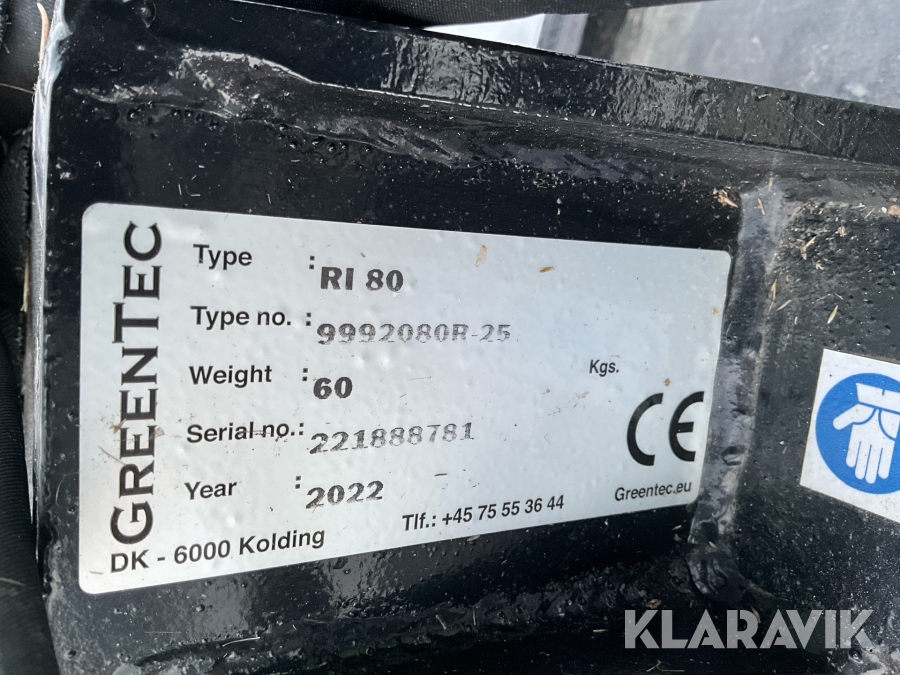 GREENTEC
Type : RI 80
Type no. : 9992080R-25
Weight : 60 Kgs.
Serial no.: 221888781
Year : 2022
CE
DK - 6000 Kolding
Tlf.: +45 75 55 36 44
Greentec.eu
KLARAVIK